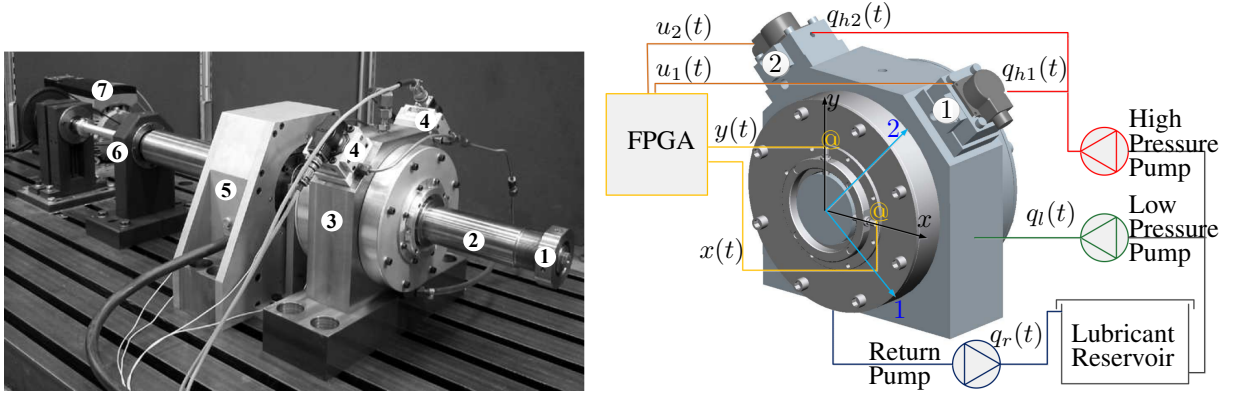 7
6
5
4
4
3
2
1
u2(t)
u1(t)
FPGA
y(t)
x(t)
qh2(t)
qh1(t)
2
1
y
@
2
@
x
1
High
Pressure
Pump
Low
Pressure
Pump
ql(t)
Return
Pump
qr(t)
Lubricant
Reservoir